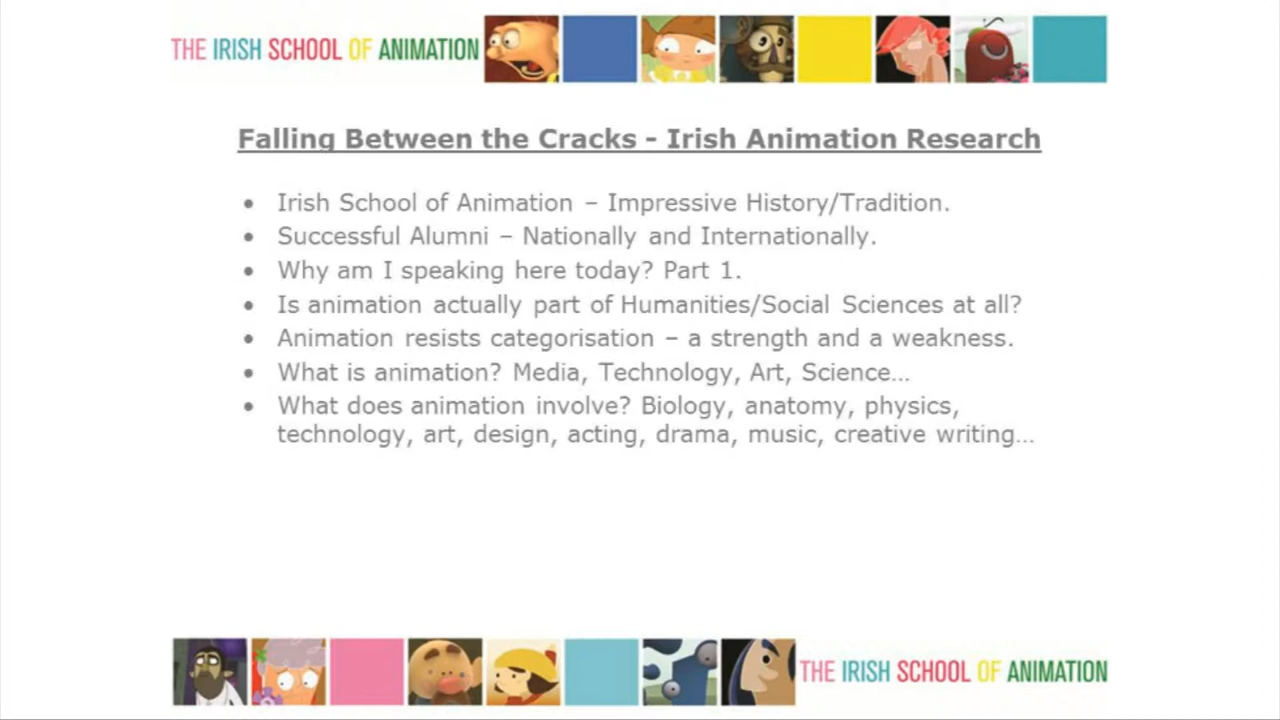 THE IRISH SCHOOL OF ANIMATION
Falling Between the Cracks - Irish Animation Research
• Irish School of Animation – Impressive History/Tradition.
• Successful Alumni – Nationally and Internationally.
• Why am I speaking here today? Part 1.
• Is animation actually part of Humanities/Social Sciences at all?
• Animation resists categorisation – a strength and a weakness.
• What is animation? Media, Technology, Art, Science…
• What does animation involve? Biology, anatomy, physics,
technology, art, design, acting, drama, music, creative writing…
THE IRISH SCHOOL OF ANIMATION